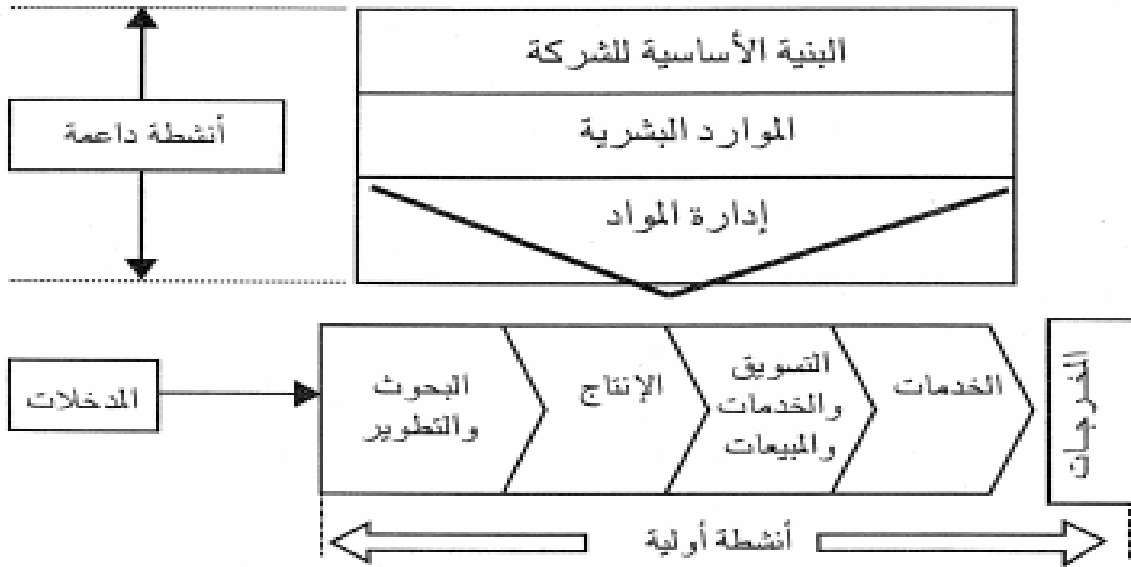 البنية الأساسية للشركة
أنشطة داعمة
الموارد البشرية
إدارة المواد
المدخلات
البحوث
والتطوير
الإنتاج
التسويق
والخدمات
والمبيعات
الخدمات
المخرجات
أنشطة أولية